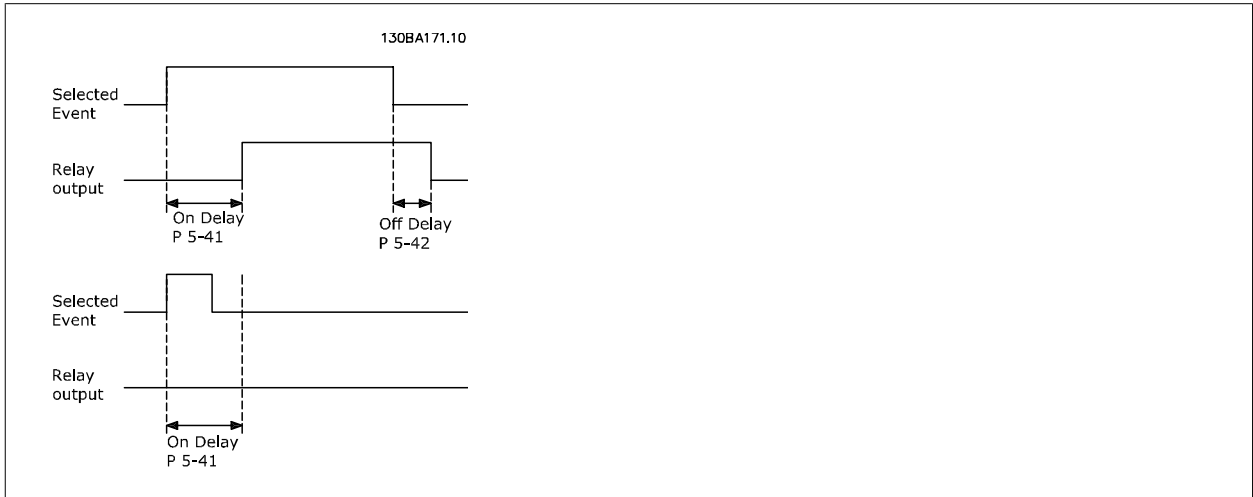 130BA171.10
Selected
Event
Relay
output
On Delay
P 5-41
Off Delay
P 5-42
Selected
Event
Relay
output
On Delay
P 5-41